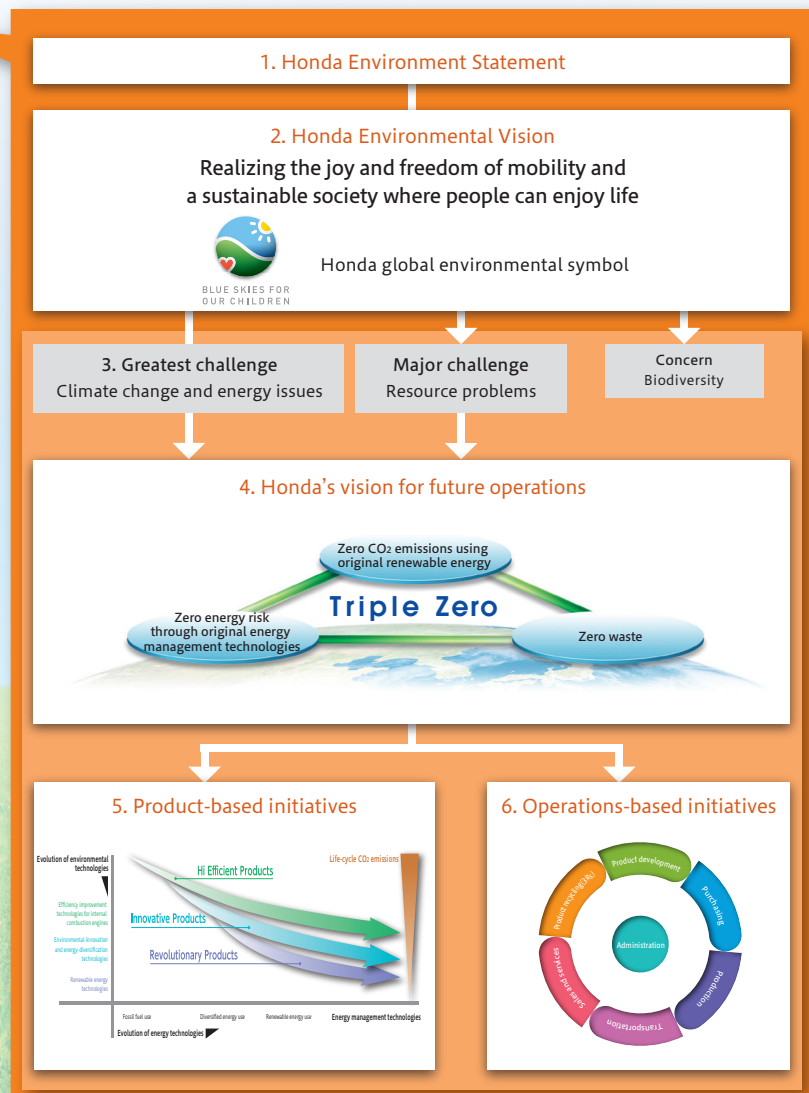 1. Honda Environment Statement
2. Honda Environmental Vision
Realizing the joy and freedom of mobility and
a sustainable society where people can enjoy life
BLUE SKIES FOR
OUR CHILDREN
Honda global environmental symbol
3. Greatest challenge
Climate change and energy issues
Major challenge
Resource problems
Concern
Biodiversity
4. Honda's vision for future operations
Zero CO2 emissions using
original renewable energy
Triple Zero
Zero energy risk
through original energy
management technologies
Zero waste
5. Product-based initiatives
Evolution of environmental
technologies
Efficiency improvement
technologies for internal
combustion engines
Environmental-innovation
and energy-diversification
technologies
Renewable energy
technologies
Hi Efficient Products
Innovative Products
Revolutionary Products
Life-cycle CO2 emissions
Fossil fuel use
Diversified energy use
Renewable energy use
Energy management technologies
Evolution of energy technologies
6. Operations-based initiatives
Product development
Purchasing
Production
Transportation
Sales and services
Product recycling(3Rs)
Administration